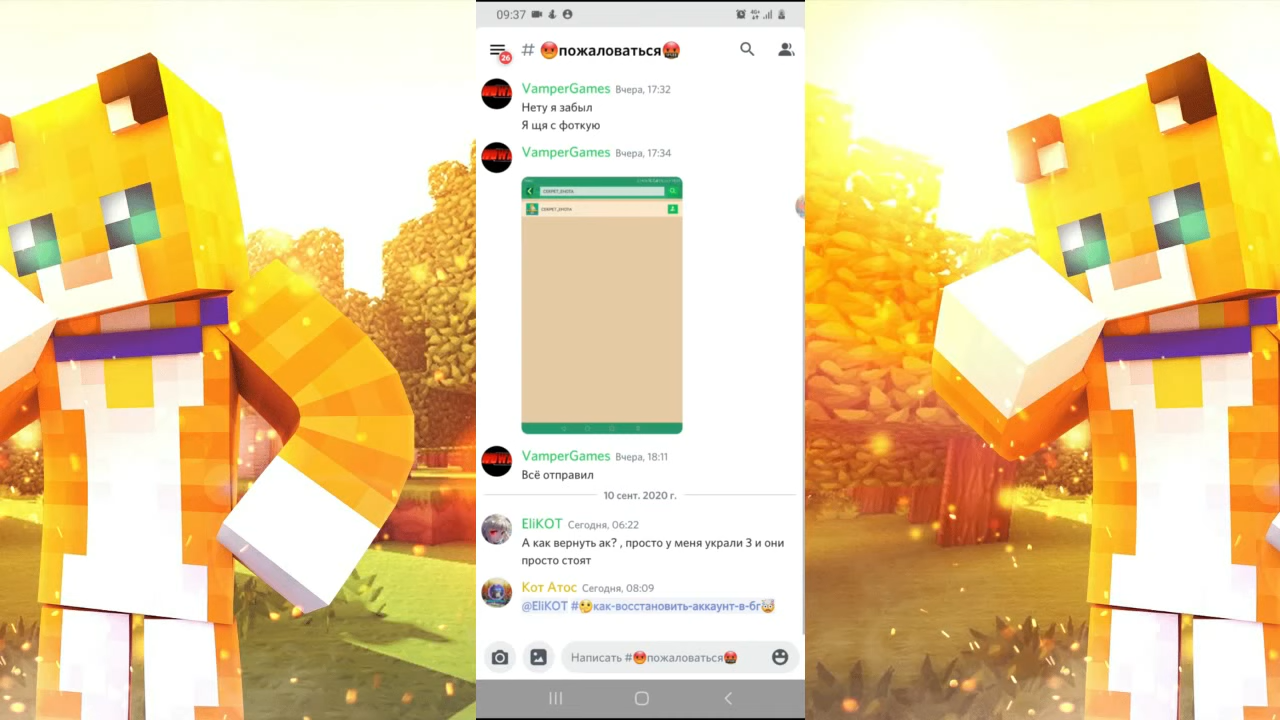 09:37
4G+
# 😡пожаловаться🤬
26
VamperGames Вчера, 17:32
Нету я забыл
Я щя с фоткую
VamperGames Вчера, 17:34
VamperGames Вчера, 18:11
Всё отправил
10 сент. 2020 г.
EliKOT Сегодня, 06:22
А как вернуть ак? , просто у меня украли 3 и они
просто стоят
Кот Атос Сегодня, 08:09
@EliKOT #🤔как-восстановить-аккаунт-в-бг🤯
Написать #😡пожаловаться🤬